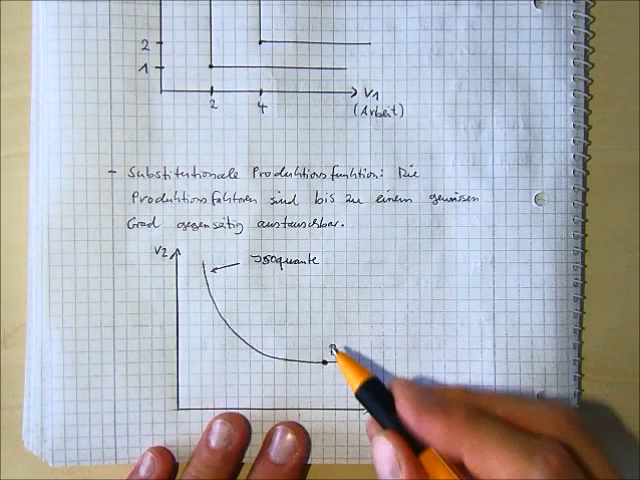 2
1
2 4 V1
(Arbeit)
- Substitutionale Produktionsfunktion: Die
Produktionsfaktoren sind bis zu einem gewissen
Grad gegensätig austauschbar.
V2
Isoquante